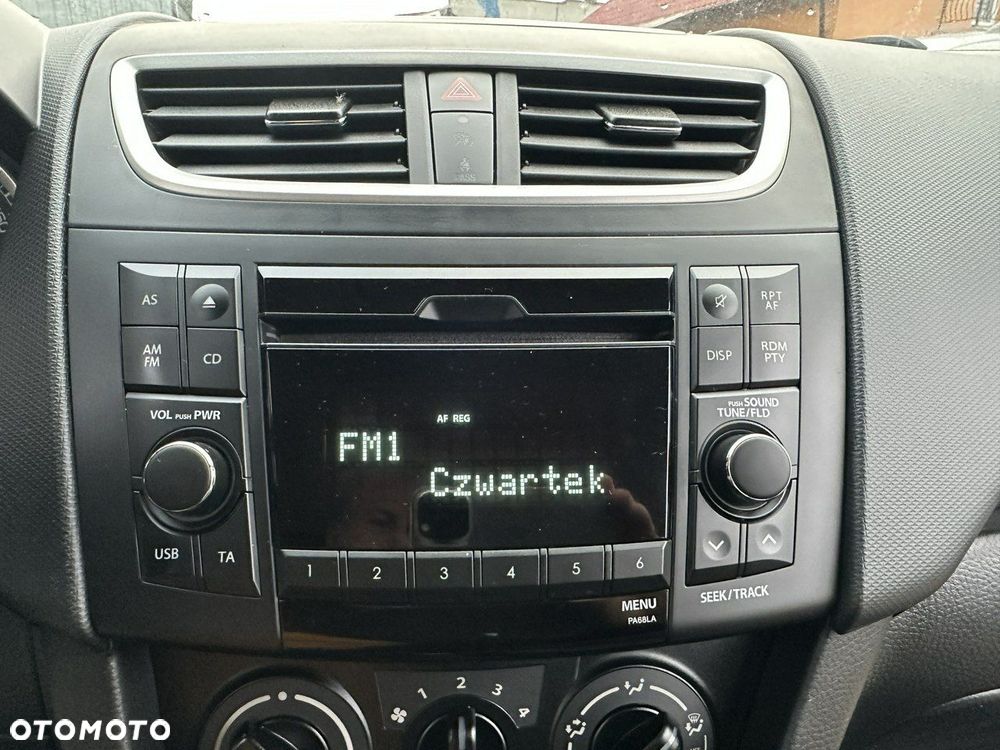 PASS
AS
RPT
AF
AM
FM
CD
DISP
RDM
PTY
VOL PUSH PWR
PUSH SOUND
TUNE/FLD
AF REG
FM1
Czwartek
USB
TA
1 2 3 4 5 6
SEEK/TRACK
MENU
PA68LA
1 2 3 4
OTOMOTO